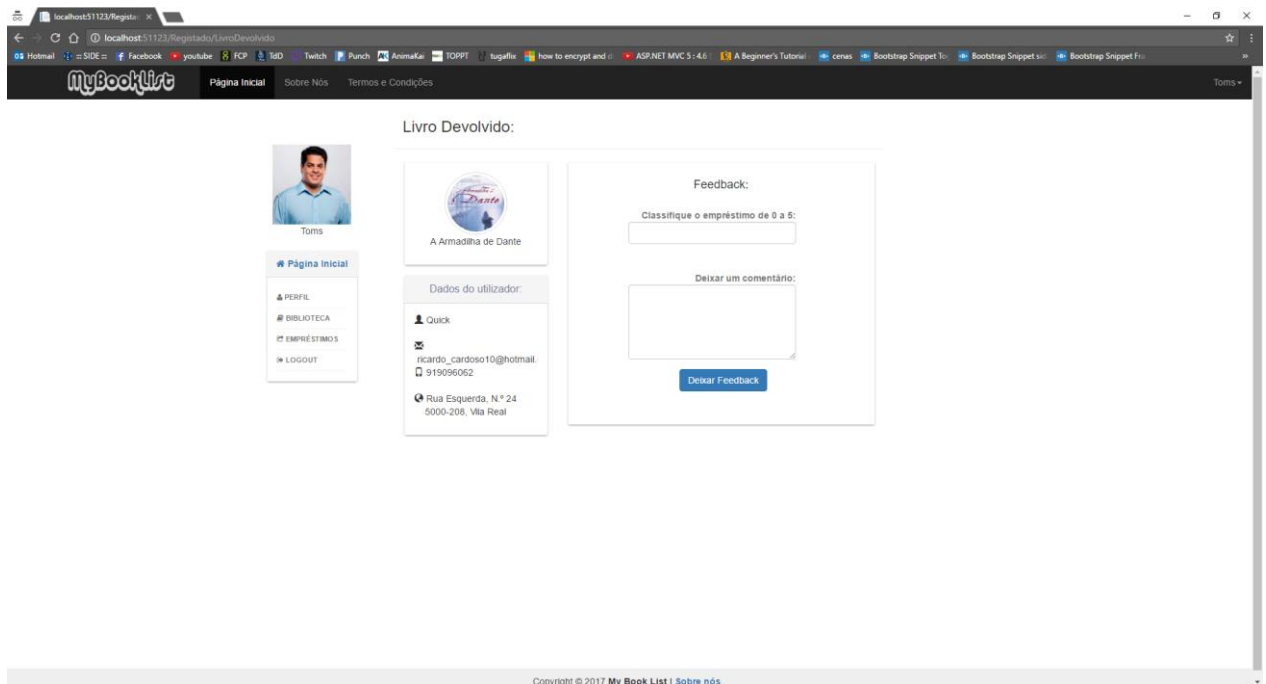 localhost:51123/Regista
localhost:51123/Registado/LivroDevolvido
Hotmail :: SIDE :: Facebook youtube FCP TdD Twitch Punch AnimaKai TOPPT tugaflix how to encrypt and d ASP.NET MVC 5 : 4.6 A Beginner's Tutorial cenas Bootstrap Snippet To Bootstrap Snippet sid Bootstrap Snippet Fra
MyBookList Página Inicial Sobre Nós Termos e Condições Toms
Livro Devolvido:
Toms
Página Inicial
PERFIL
BIBLIOTECA
EMPRÉSTIMOS
LOGOUT
Dante
A Armadilha de Dante
Dados do utilizador:
Quick
ricardo_cardoso10@hotmail.
919096062
Rua Esquerda, N.º 24
5000-208, Vila Real
Feedback:
Classifique o empréstimo de 0 a 5:
Deixar um comentário:
Deixar Feedback
Copyright © 2017 My Book List | Sobre nós